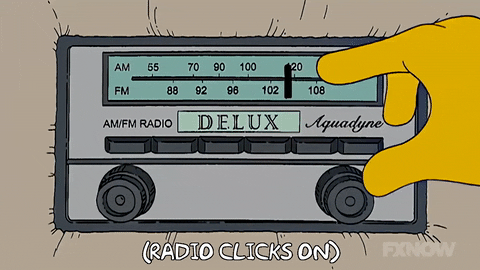 AM 55 70 90 100 120
FM 88 92 96 102 108
AM/FM RADIO DELUX Aquadyne
(RADIO CLICKS ON)
FXNOW